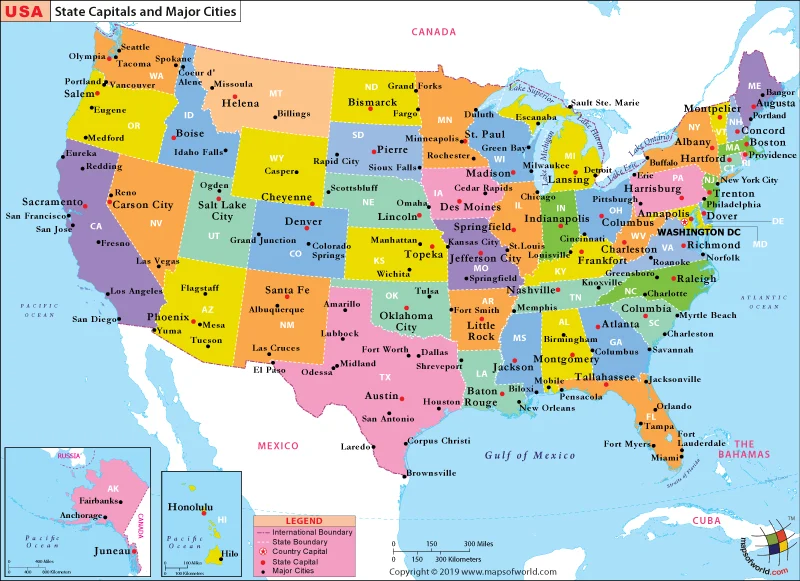 USA State Capitals and Major Cities
CANADA
Seattle
Olympia
Tacoma
Spokane
WA
Coeur d'
Alene
Missoula
Portland
Vancouver
Salem
Eugene
OR
Medford
MT
Helena
Billings
ID
Boise
Idaho Falls
ND
Grand Forks
Bismarck
Fargo
SD
Pierre
Rapid City
Sioux Falls
WY
Casper
Cheyenne
MN
Duluth
Minneapolis
St. Paul
Rochester
Lake Superior
Sault Ste. Marie
Escanaba
WI
Green Bay
Milwaukee
Madison
Lake Michigan
Lake Huron
MI
Lansing
Detroit
Lake Ontario
Lake Erie
ME
Bangor
Augusta
Portland
Montpelier
VT
NH
Concord
NY
Albany
MA
Boston
Hartford
CT
RI
Providence
Buffalo
Erie
New York City
NJ
Trenton
PA
Harrisburg
Philadelphia
Pittsburgh
Annapolis
Dover
DE
WASHINGTON DC
MD
Eureka
Redding
Sacramento
San Francisco
San Jose
CA
Fresno
Los Angeles
San Diego
Reno
Carson City
NV
Las Vegas
Ogden
Salt Lake
City
UT
Scottsbluff
NE
Omaha
Lincoln
Denver
Grand Junction
Colorado
Springs
CO
IA
Cedar Rapids
Des Moines
Chicago
IL
Springfield
IN
Indianapolis
OH
Columbus
Cincinnati
WV
Charleston
VA
Richmond
Norfolk
Roanoke
Manhattan
Topeka
KS
Wichita
Kansas City
Jefferson City
St.Louis
MO
Springfield
Louisville
Frankfort
KY
Greensboro
Raleigh
NC
Charlotte
Knoxville
Nashville
TN
Memphis
PACIFIC
OCEAN
ATLANTIC
OCEAN
Flagstaff
AZ
Phoenix
Mesa
Yuma
Tucson
Santa Fe
Albuquerque
NM
Las Cruces
El Paso
Amarillo
Lubbock
OK
Tulsa
Oklahoma
City
AR
Fort Smith
Little
Rock
Columbia
SC
Myrtle Beach
Charleston
MS
Jackson
Biloxi
AL
Birmingham
Montgomery
Mobile
Atlanta
GA
Columbus
Savannah
Fort Worth
Dallas
Midland
Odessa
Shreveport
TX
Austin
Houston
San Antonio
Laredo
Corpus Christi
Brownsville
LA
Baton
Rouge
New Orleans
Tallahassee
Pensacola
Jacksonville
FL
Orlando
Tampa
Fort Myers
Fort
Lauderdale
Miami
Straits of Florida
MEXICO
Gulf of Mexico
THE
BAHAMAS
CUBA
RUSSIA
AK
Fairbanks
Anchorage
CANADA
Juneau
Pacific
Ocean
0 400 Miles
0 400 800 Kilometers
Honolulu
HI
Hilo
Pacific
Ocean
0 100 Miles
0 100 Kilometers
LEGEND
International Boundary
State Boundary
Country Capital
State Capital
Major Cities
0 150 300 Miles
0 150 300 Kilometers
Copyright © 2019 www.mapsofworld.com
mapsofworld.com
TM